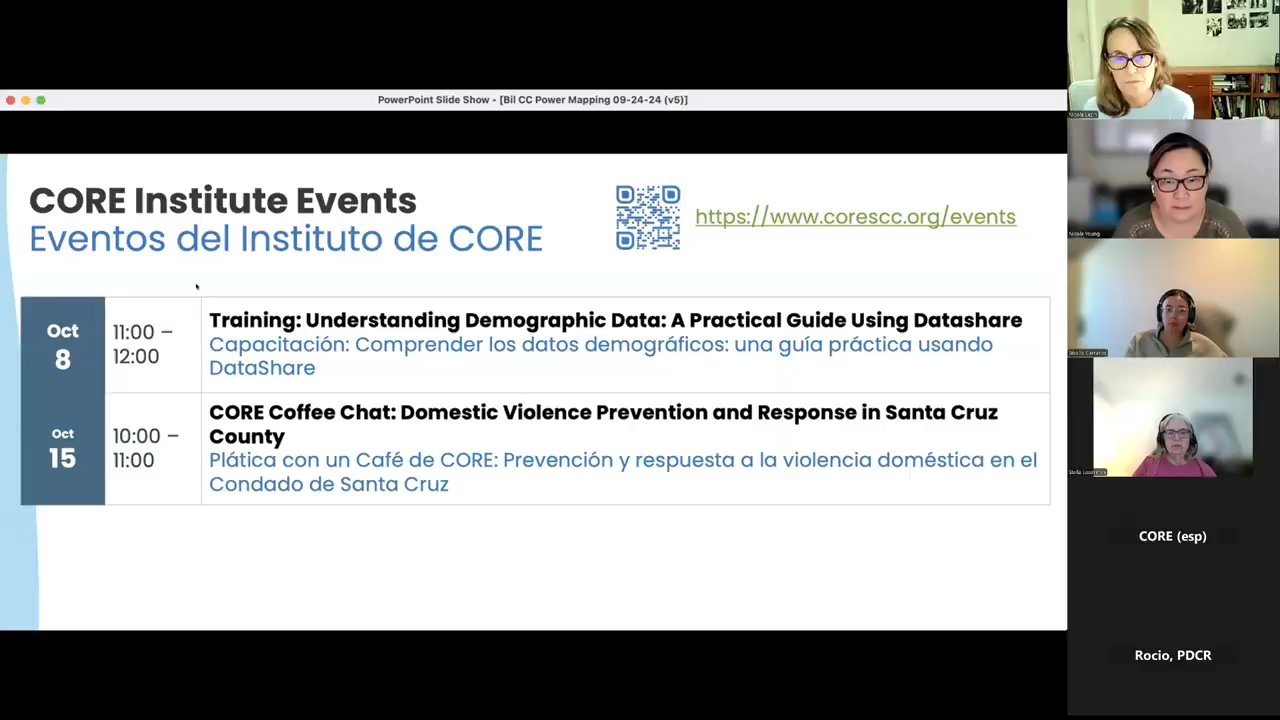 PowerPoint Slide Show - [Bil CC Power Mapping 09-24-24 (v5)]
CORE Institute Events
Eventos del Instituto de CORE
https://www.corescc.org/events
Oct
8
11:00 –
12:00
Training: Understanding Demographic Data: A Practical Guide Using Datashare
Capacitación: Comprender los datos demográficos: una guía práctica usando
DataShare
Oct
15
10:00 –
11:00
CORE Coffee Chat: Domestic Violence Prevention and Response in Santa Cruz
County
Plática con un Café de CORE: Prevención y respuesta a la violencia doméstica en el
Condado de Santa Cruz
Nicole Young
CORE (esp)
Rocio, PDCR